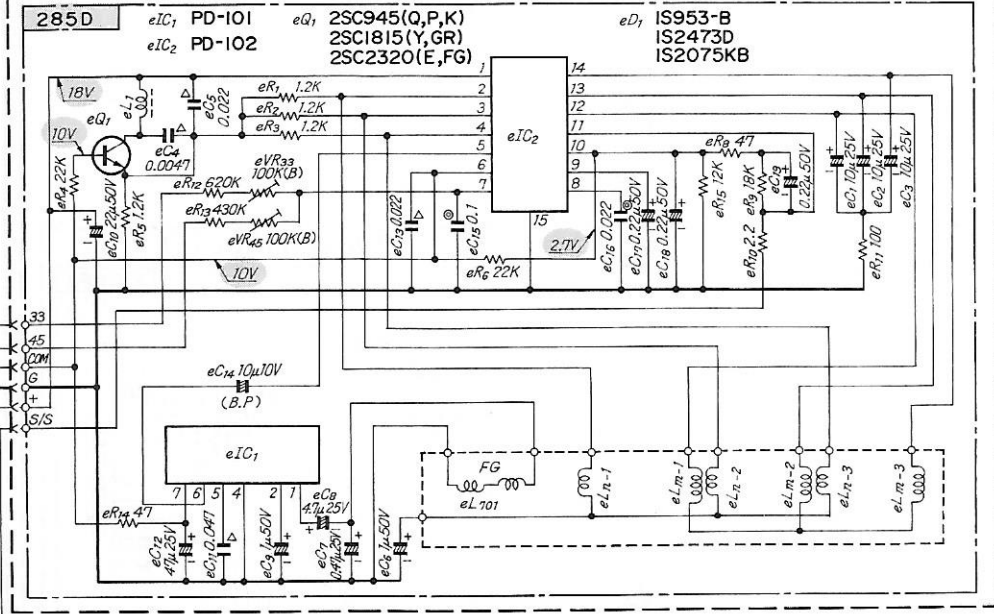 285D
eIC1 PD-101
eIC2 PD-102
eQ1 2SC945(Q,P,K)
2SC1815(Y,GR)
2SC2320(E,FG)
eD1 1S953-B
1S2473D
1S2075KB
18V
eL1
eC5 0.022
eR1 1.2K
eR2 1.2K
eR3 1.2K
1
2
3
4
5
6
7
eIC2
15
14
13
12
11
10
9
8
10V
eQ1
eC4
0.0047
eR4 22K
eC10 22µ50V
eR5 1.2K
eR12 620K
eVR33
100K(B)
eR13 430K
eVR45 100K(B)
10V
eC13 0.022
eC15 0.1
eR6 22K
2.7V
eC16 0.022
eC17 0.22µ50V
eC18 0.22µ50V
eR15 12K
eR8 47
eR9 18K
eR10 2.2
eC19
0.22µ50V
eC1 10µ25V
eC2 10µ25V
eC3 10µ25V
eR11 100
33
45
COM
G
+
S/S
eC14 10µ10V
(B.P)
eIC1
7 6 5 4 2 1
eR14 47
eC12
47µ25V
eC11 0.047
eC9 1µ50V
eC8
4.7µ25V
eC7
0.47µ25V
eC6 1µ50V
FG
eL701
eLn-1
eLm-1
eLn-2
eLm-2
eLn-3
eLm-3